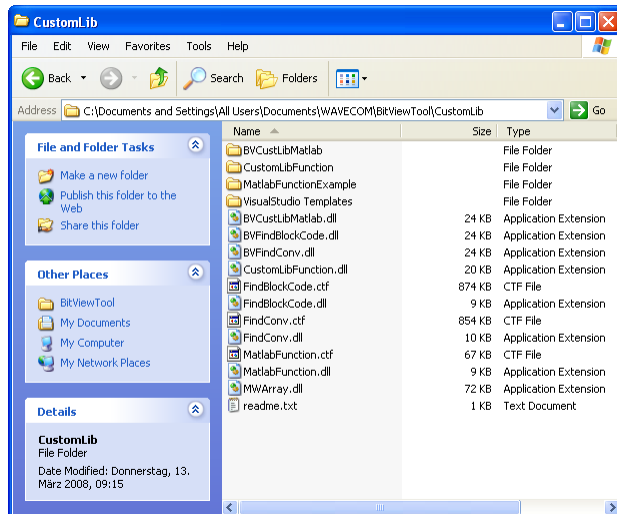 CustomLib
File Edit View Favorites Tools Help
Back Search Folders
Address C:\Documents and Settings\All Users\Documents\WAVECOM\BitViewTool\CustomLib Go
File and Folder Tasks
Make a new folder
Publish this folder to the
Web
Share this folder
Other Places
BitViewTool
My Documents
My Computer
My Network Places
Details
CustomLib
File Folder
Date Modified: Donnerstag, 13.
März 2008, 09:15
Name Size Type
BVCustLibMatlab File Folder
CustomLibFunction File Folder
MatlabFunctionExample File Folder
VisualStudio Templates File Folder
BVCustLibMatlab.dll 24 KB Application Extension
BVFindBlockCode.dll 24 KB Application Extension
BVFindConv.dll 24 KB Application Extension
CustomLibFunction.dll 20 KB Application Extension
FindBlockCode.ctf 874 KB CTF File
FindBlockCode.dll 9 KB Application Extension
FindConv.ctf 854 KB CTF File
FindConv.dll 10 KB Application Extension
MatlabFunction.ctf 67 KB CTF File
MatlabFunction.dll 9 KB Application Extension
MWArray.dll 72 KB Application Extension
readme.txt 1 KB Text Document